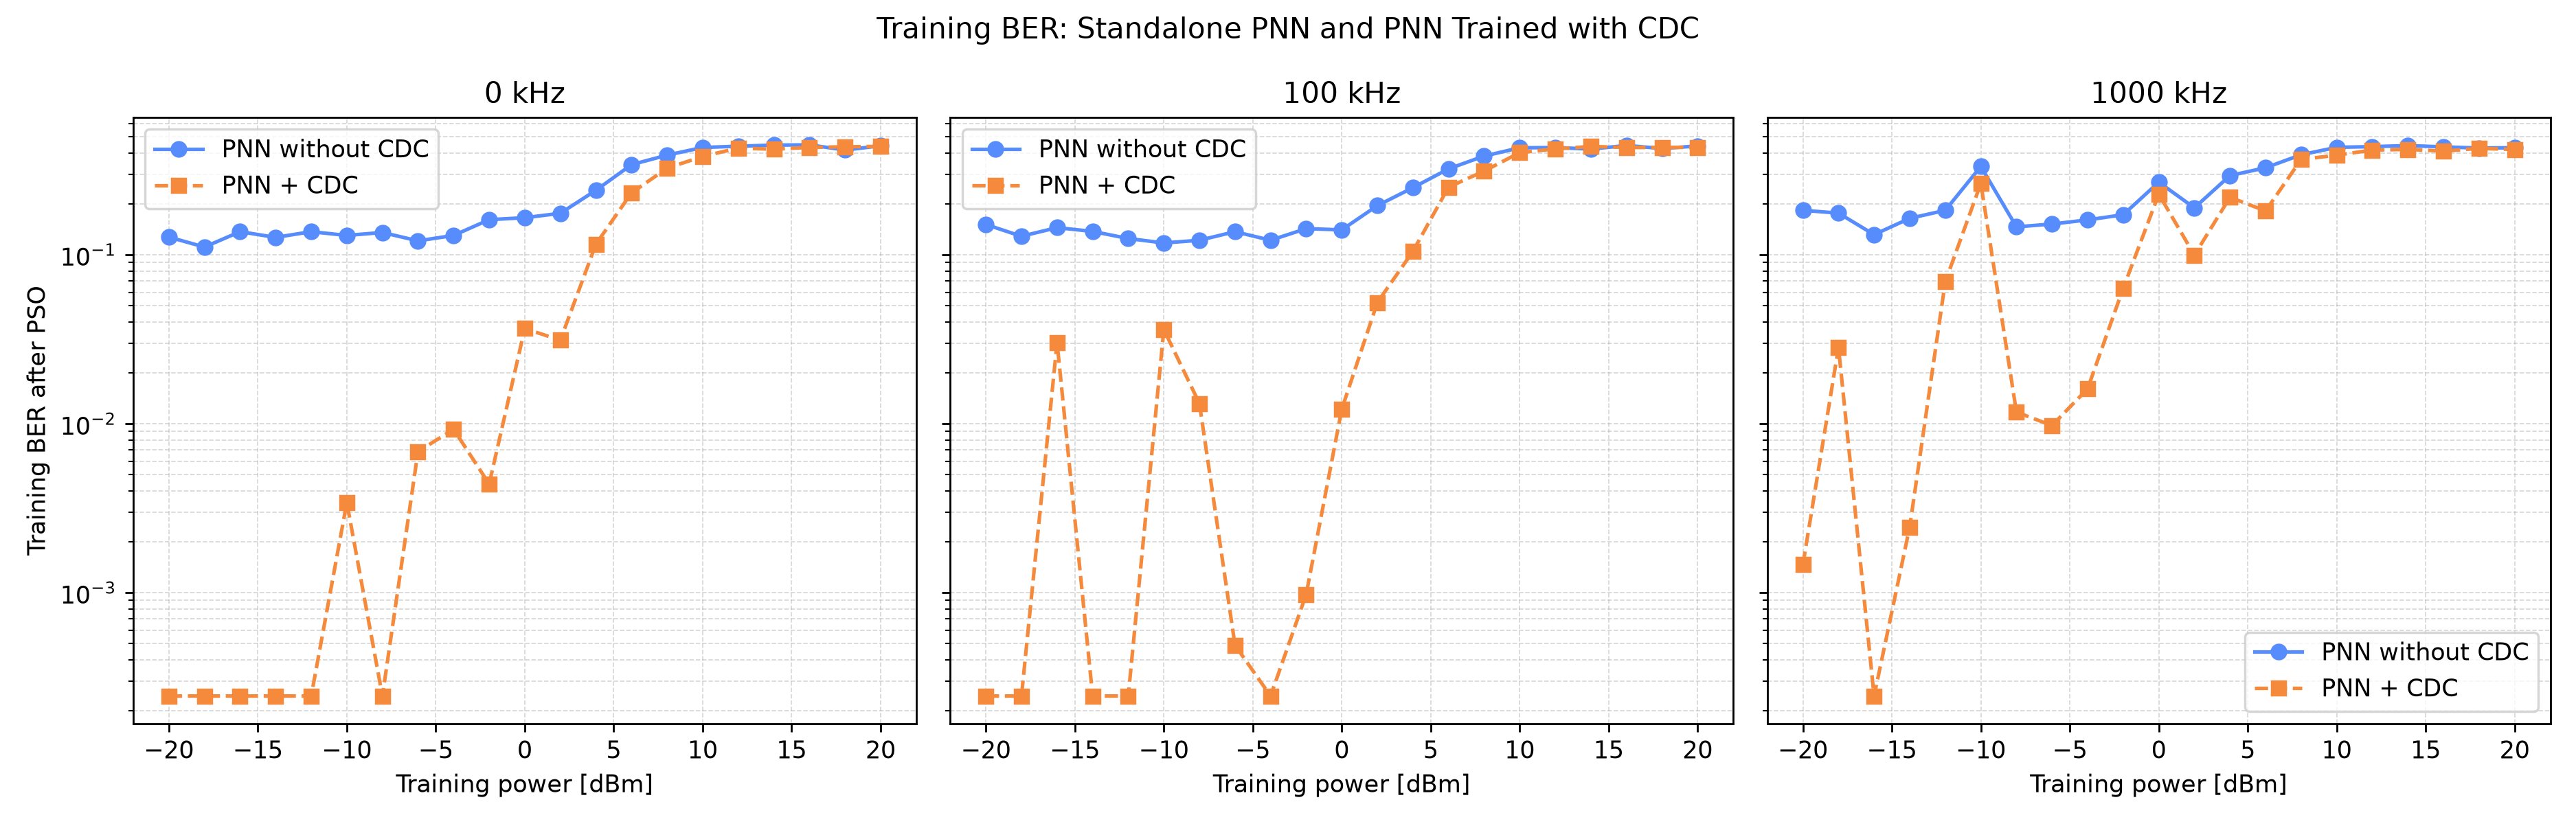 Training BER: Standalone PNN and PNN Trained with CDC
0 kHz
PNN without CDC
PNN + CDC
Training BER after PSO
10⁻¹
10⁻²
10⁻³
−20 −15 −10 −5 0 5 10 15 20
Training power [dBm]
100 kHz
PNN without CDC
PNN + CDC
−20 −15 −10 −5 0 5 10 15 20
Training power [dBm]
1000 kHz
PNN without CDC
PNN + CDC
−20 −15 −10 −5 0 5 10 15 20
Training power [dBm]